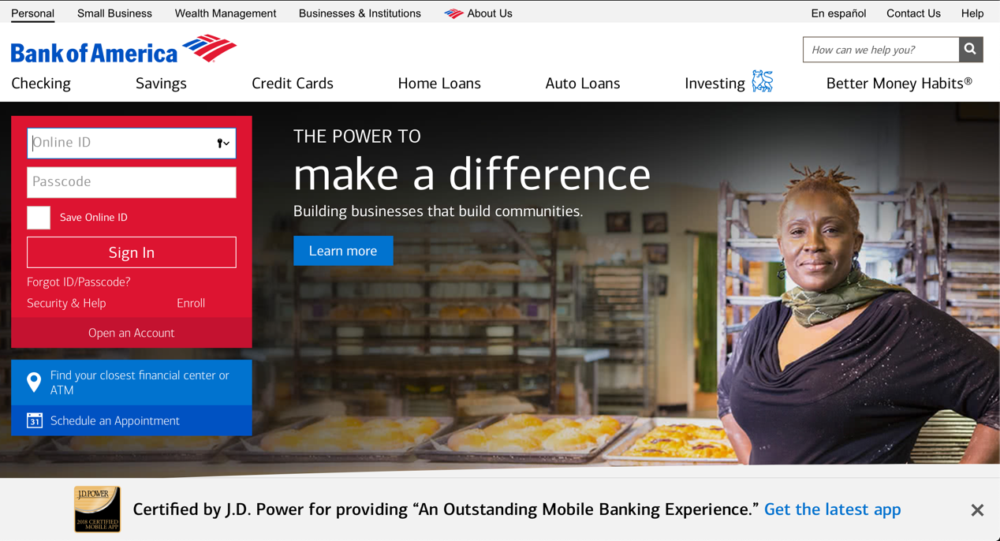 Personal Small Business Wealth Management Businesses & Institutions About Us En español Contact Us Help
Bank of America
How can we help you?
Checking Savings Credit Cards Home Loans Auto Loans Investing Better Money Habits®
Online ID
Passcode
Save Online ID
Sign In
Forgot ID/Passcode?
Security & Help Enroll
Open an Account
Find your closest financial center or
ATM
31 Schedule an Appointment
THE POWER TO
make a difference
Building businesses that build communities.
Learn more
J.D. POWER
2018 CERTIFIED
MOBILE APP
Certified by J.D. Power for providing “An Outstanding Mobile Banking Experience.” Get the latest app